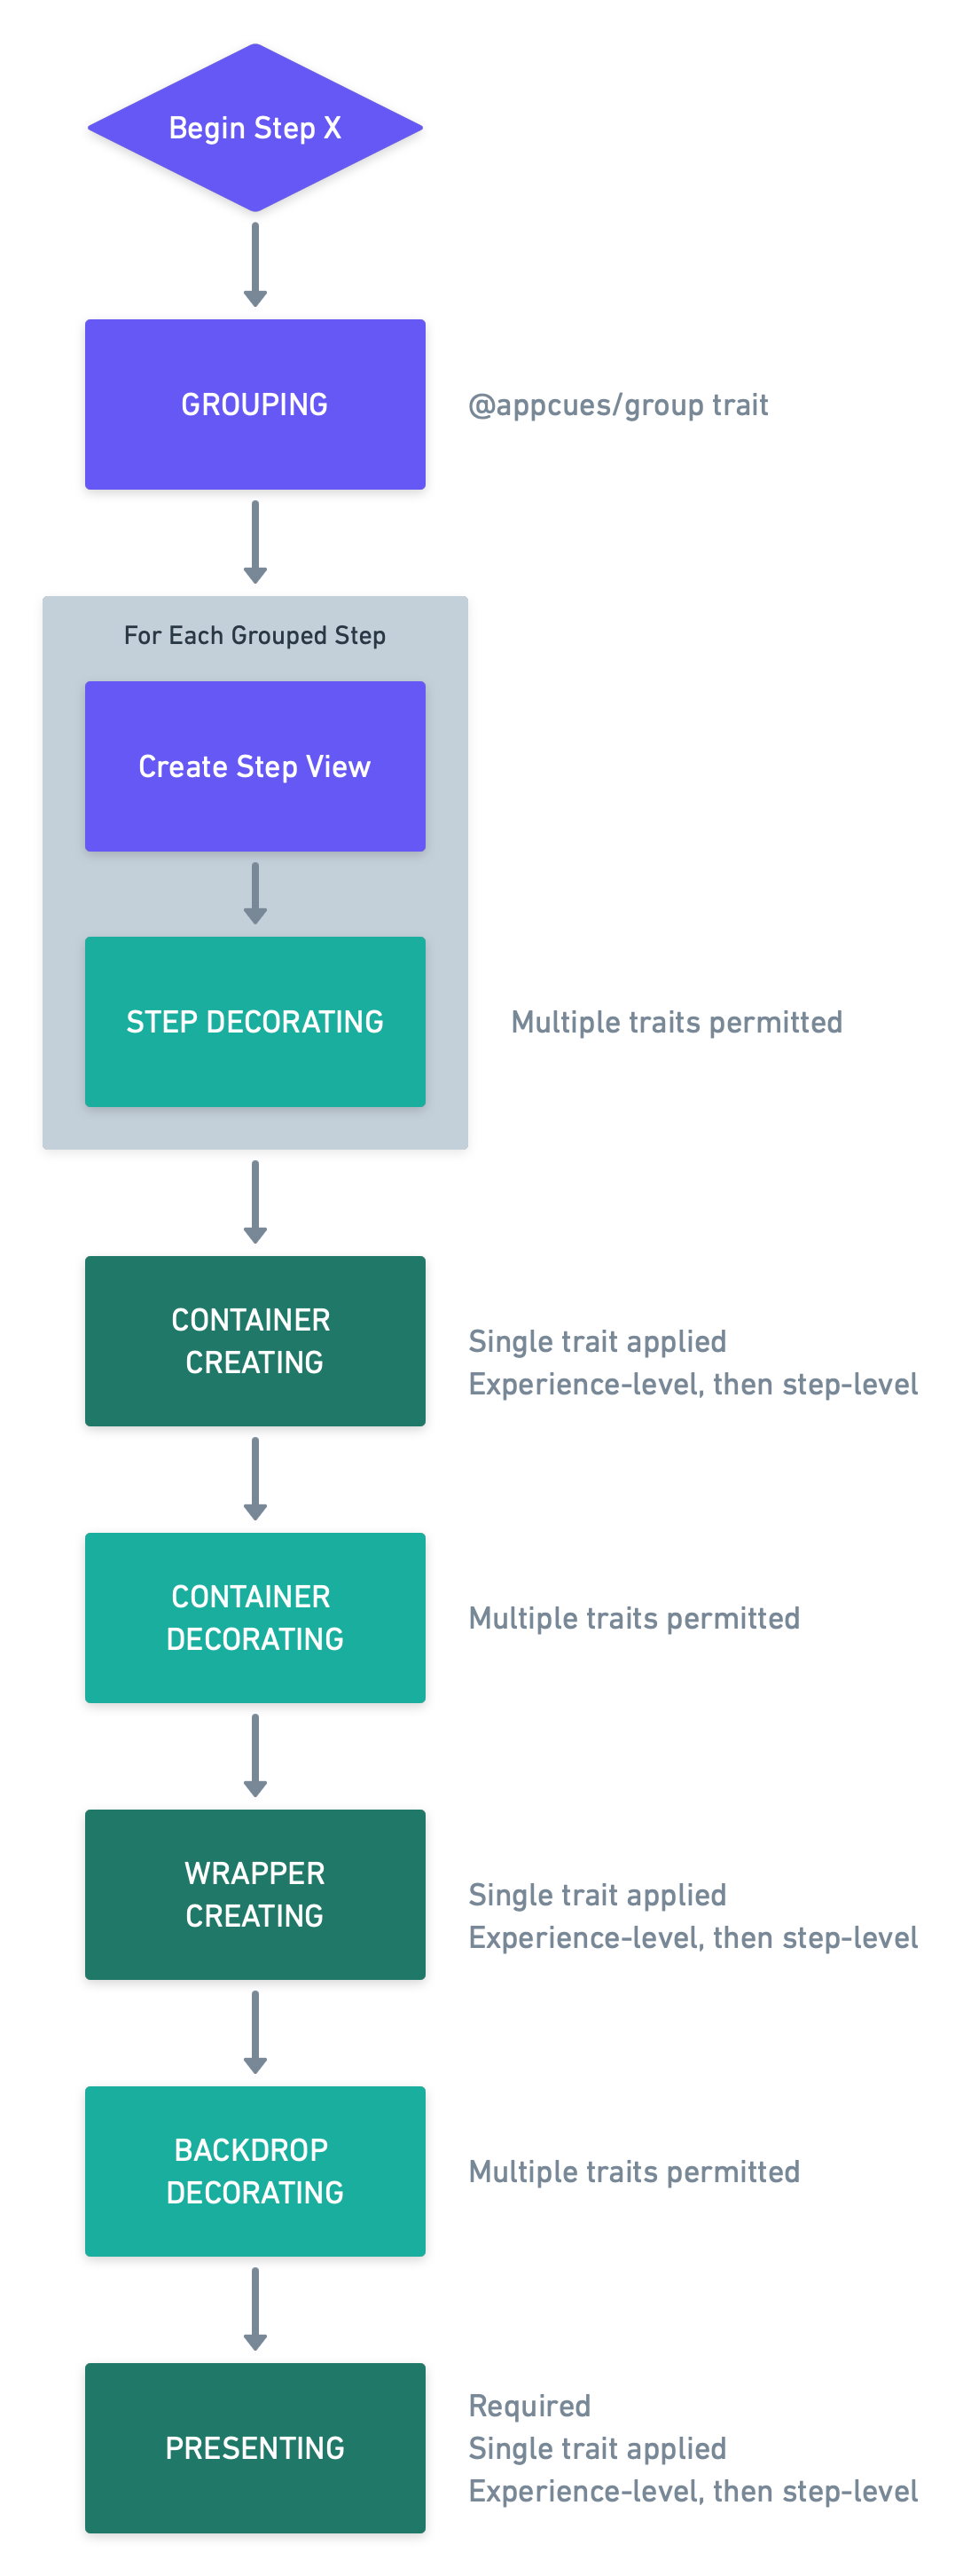 Begin Step X
GROUPING
@appcues/group trait
For Each Grouped Step
Create Step View
STEP DECORATING
Multiple traits permitted
CONTAINER
CREATING
Single trait applied
Experience-level, then step-level
CONTAINER
DECORATING
Multiple traits permitted
WRAPPER
CREATING
Single trait applied
Experience-level, then step-level
BACKDROP
DECORATING
Multiple traits permitted
PRESENTING
Required
Single trait applied
Experience-level, then step-level